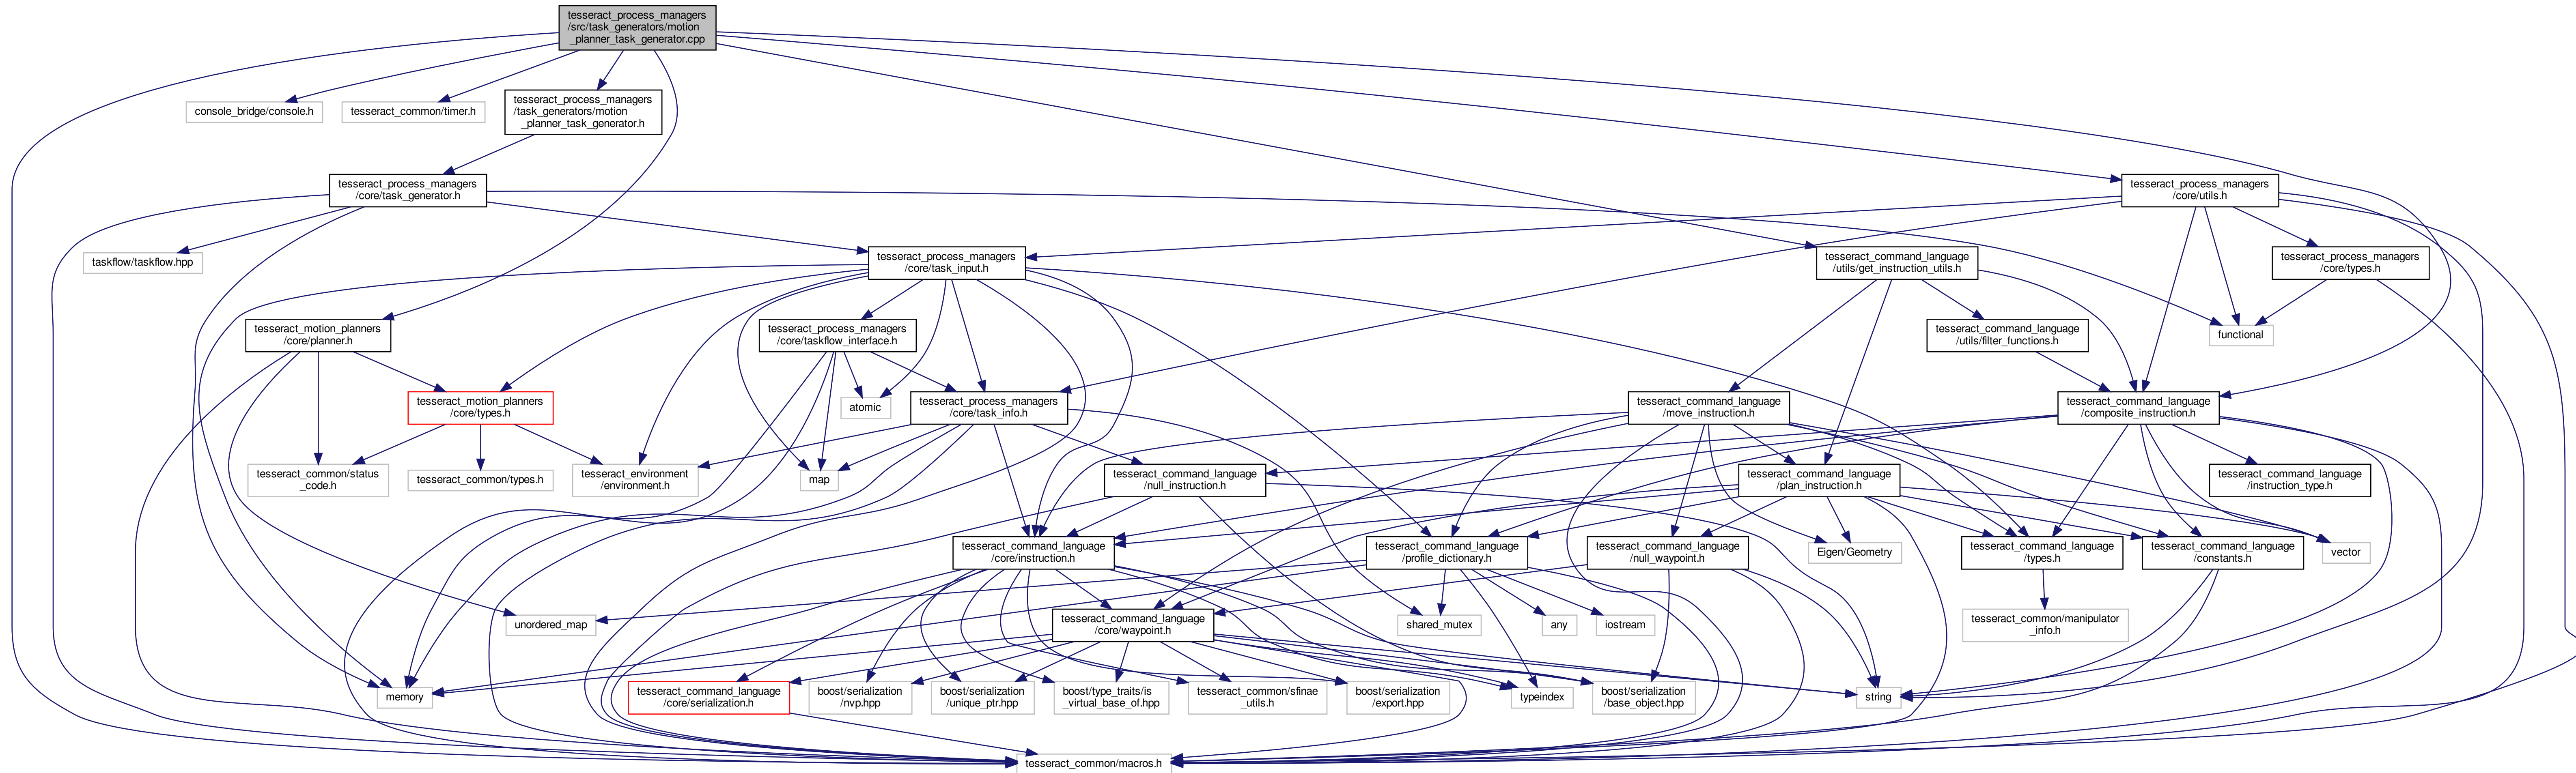 tesseract_process_managers
/src/task_generators/motion
_planner_task_generator.cpp
console_bridge/console.h
tesseract_common/timer.h
tesseract_process_managers
/task_generators/motion
_planner_task_generator.h
tesseract_process_managers
/core/task_generator.h
tesseract_process_managers
/core/utils.h
taskflow/taskflow.hpp
tesseract_process_managers
/core/task_input.h
tesseract_command_language
/utils/get_instruction_utils.h
tesseract_process_managers
/core/types.h
tesseract_motion_planners
/core/planner.h
tesseract_process_managers
/core/taskflow_interface.h
tesseract_command_language
/utils/filter_functions.h
functional
tesseract_motion_planners
/core/types.h
atomic
tesseract_process_managers
/core/task_info.h
tesseract_command_language
/move_instruction.h
tesseract_command_language
/composite_instruction.h
tesseract_common/status
_code.h
tesseract_common/types.h
tesseract_environment
/environment.h
map
tesseract_command_language
/null_instruction.h
tesseract_command_language
/plan_instruction.h
tesseract_command_language
/instruction_type.h
tesseract_command_language
/core/instruction.h
tesseract_command_language
/profile_dictionary.h
tesseract_command_language
/null_waypoint.h
Eigen/Geometry
tesseract_command_language
/types.h
tesseract_command_language
/constants.h
vector
unordered_map
tesseract_command_language
/core/waypoint.h
shared_mutex
any
iostream
tesseract_common/manipulator
_info.h
memory
tesseract_command_language
/core/serialization.h
boost/serialization
/nvp.hpp
boost/serialization
/unique_ptr.hpp
boost/type_traits/is
_virtual_base_of.hpp
tesseract_common/sfinae
_utils.h
boost/serialization
/export.hpp
typeindex
boost/serialization
/base_object.hpp
string
tesseract_common/macros.h